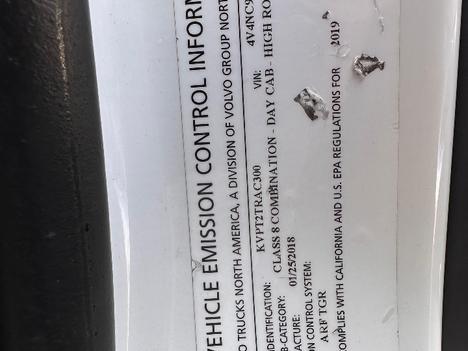 VEHICLE EMISSION CONTROL INFORM
O TRUCKS NORTH AMERICA, A DIVISION OF VOLVO GROUP NORT
IDENTIFICATION: KVPT2TRAC300 VIN: 4V4NC9
B-CATEGORY: CLASS 8 COMBINATION - DAY CAB - HIGH RO
ACTURE: 01/25/2018
ON CONTROL SYSTEM:
ARF TGR
OMPLIES WITH CALIFORNIA AND U.S. EPA REGULATIONS FOR 2019